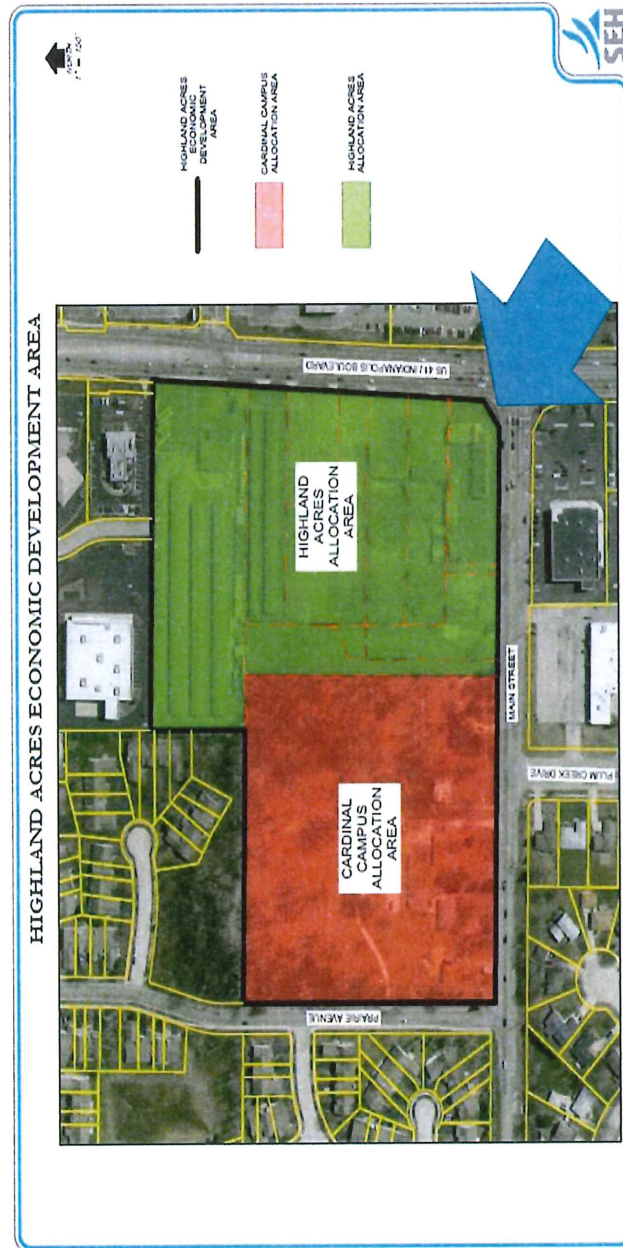 HIGHLAND ACRES ECONOMIC DEVELOPMENT AREA
NORTH
HIGHLAND ACRES
ECONOMIC
DEVELOPMENT
AREA
CARDINAL CAMPUS
ALLOCATION AREA
HIGHLAND ACRES
ALLOCATION AREA
US 41 / INDIANAPOLIS BOULEVARD
HIGHLAND
ACRES
ALLOCATION
AREA
CARDINAL
CAMPUS
ALLOCATION
AREA
PRAIRIE AVENUE
MAIN STREET
PLUM CREEK DRIVE
SEH